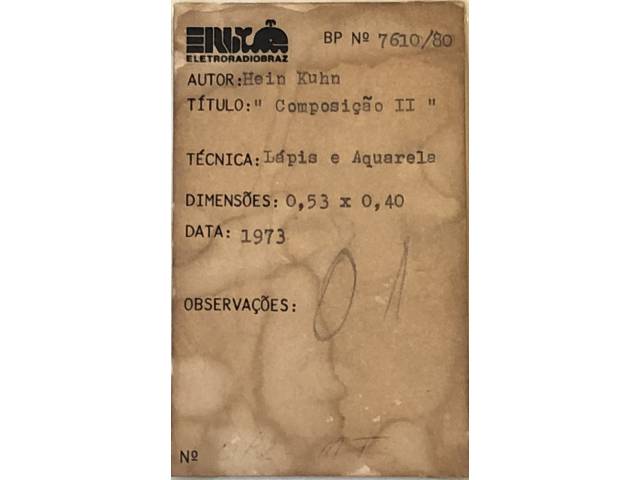 BP Nº 7610/80
ELETRORADIOBRAZ
AUTOR:Hein Kuhn
TÍTULO:" Composição II "
TÉCNICA:Lápis e Aquarela
DIMENSÕES: 0,53 x 0,40
DATA: 1973
OBSERVAÇÕES: 01
Nº